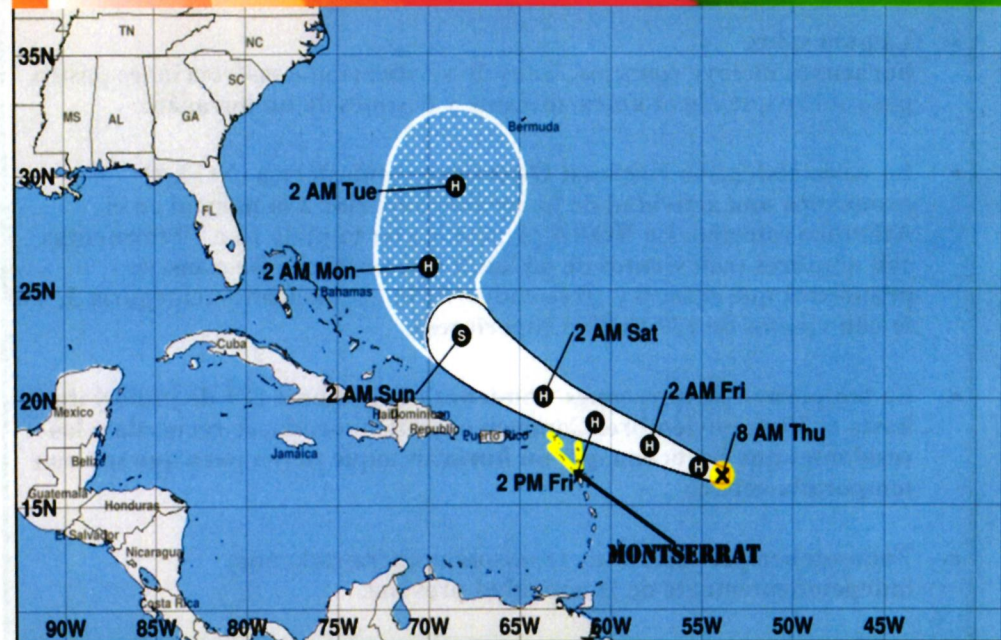 TN
NC
35N
SC
MS
AL
GA
Bermuda
30N
2 AM Tue
H
FL
2 AM Mon
H
25N
Bahamas
S
2 AM Sat
Cuba
2 AM Sun
H
2 AM Fri
20N
Mexico
Haiti
Dominican
Republic
Puerto Rico
H
8 AM Thu
H
Jamaica
Belize
H
X
2 PM Fri
Guatemala
15N
Honduras
El Salvador
Nicaragua
MONTSERRAT
Costa Rica
90W 85W 80W 75W 70W 65W 60W 55W 50W 45W